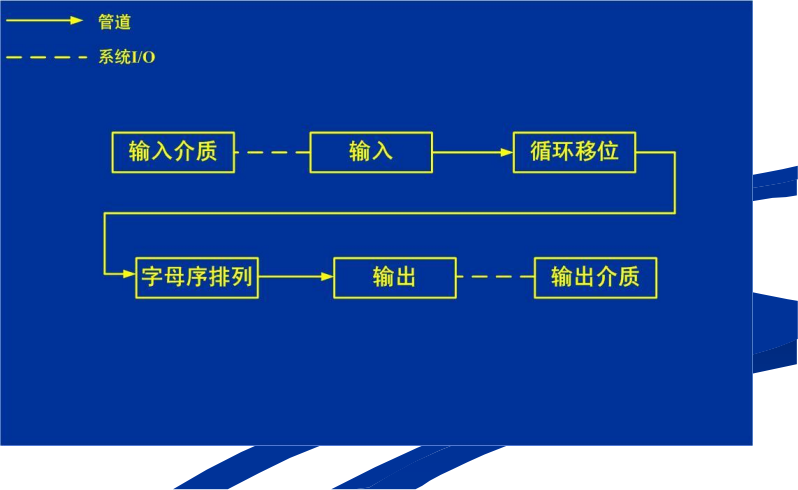 管道
系统I/O
输入介质
输入
循环移位
字母序排列
输出
输出介质